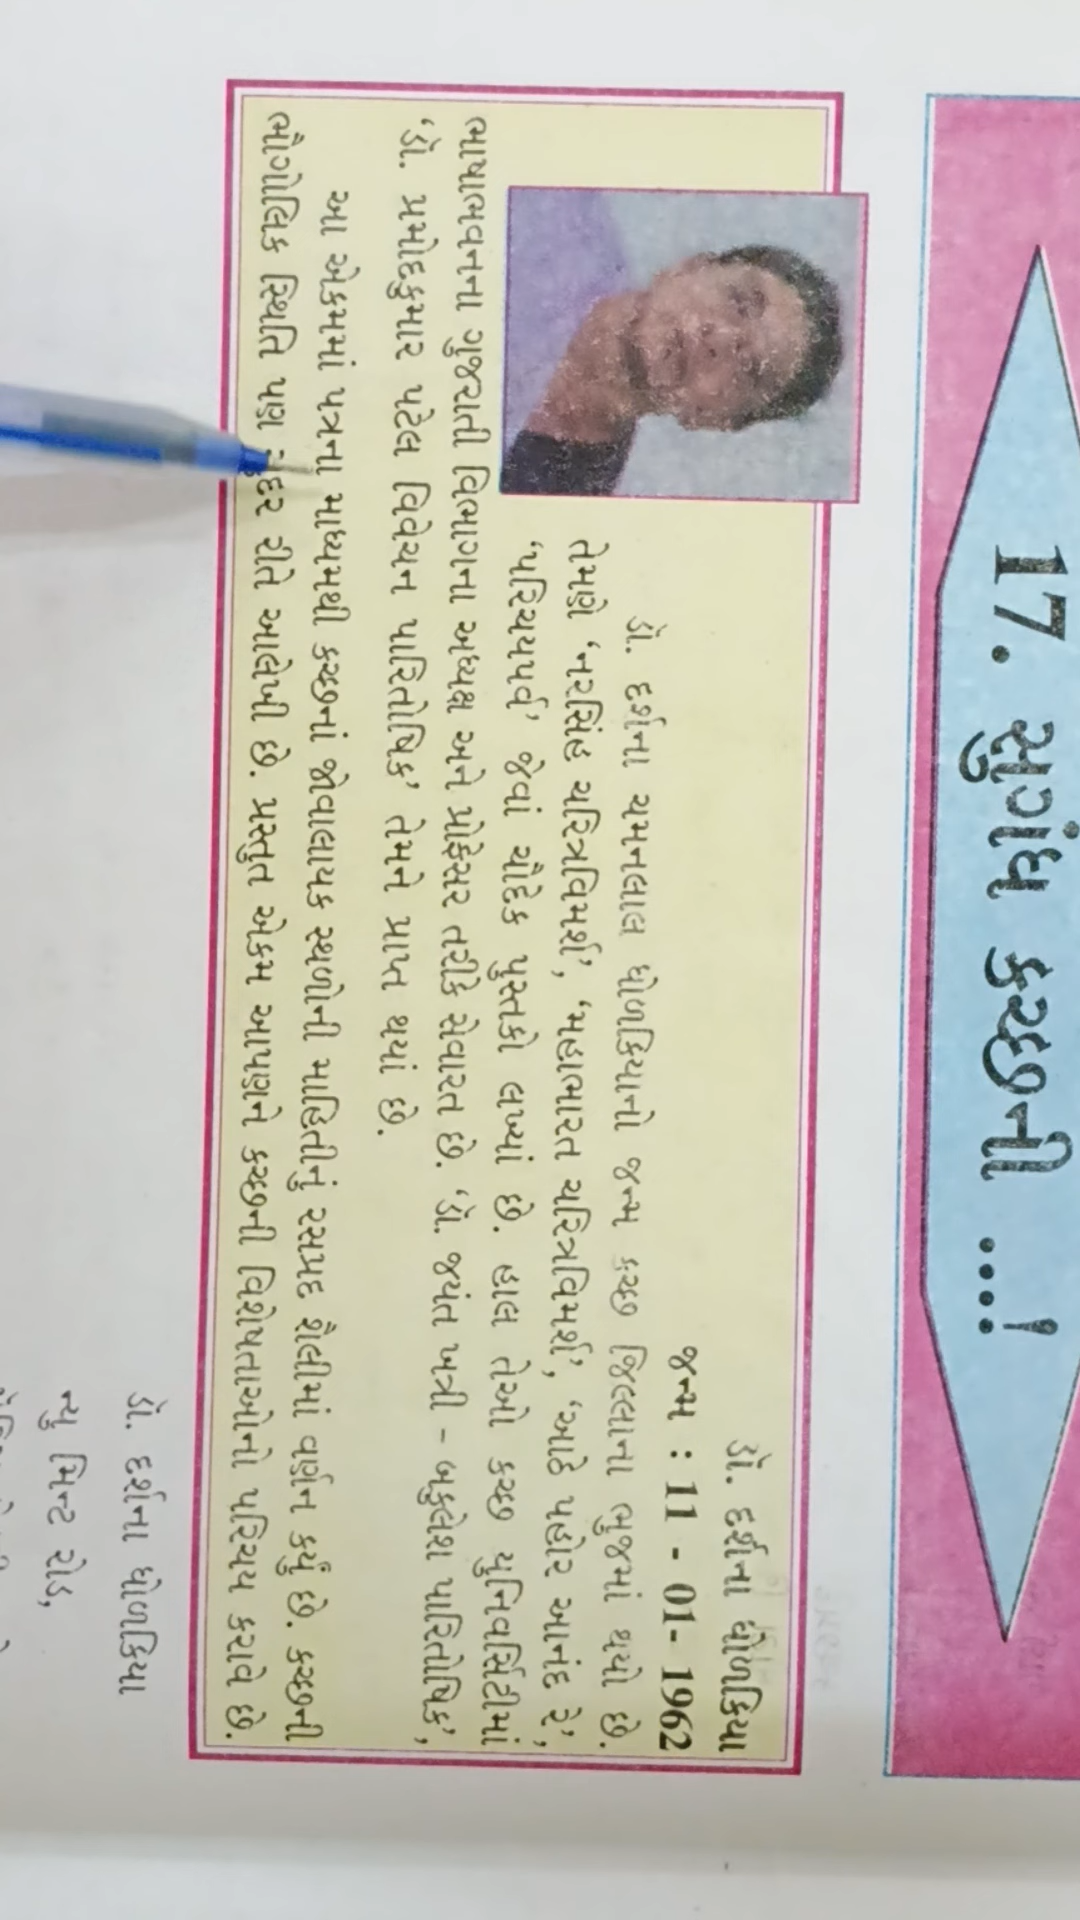 17. સુગંધ કચ્છની ....!
ડૉ. દર્શના ધોળકિયા
જન્મ : 11 - 01- 1962
ડૉ. દર્શના ચમનલાલ ધોળકિયાનો જન્મ કચ્છ જિલ્લાના ભુજમાં થયો છે.
તેમણે ‘નરસિંહ ચરિત્રવિમર્શ’, ‘મહાભારત ચરિત્રવિમર્શ’, ‘આઠે પહોર આનંદ રે’,
‘પરિચયપર્વ’ જેવાં ચૌદેક પુસ્તકો લખ્યાં છે. હાલ તેઓ કચ્છ યુનિવર્સિટીમાં
ભાષાભવનના ગુજરાતી વિભાગના અધ્યક્ષ અને પ્રોફેસર તરીકે સેવારત છે. ‘ડૉ. જયંત ખત્રી - બકુલેશ પારિતોષિક’,
‘ડૉ. પ્રમોદકુમાર પટેલ વિવેચન પારિતોષિક’ તેમને પ્રાપ્ત થયાં છે.
આ એકમમાં પત્રના માધ્યમથી કચ્છનાં જોવાલાયક સ્થળોની માહિતીનું રસપ્રદ શૈલીમાં વર્ણન કર્યું છે. કચ્છની
ભૌગોલિક સ્થિતિ પણ રીતે આલેખી છે. પ્રસ્તુત એકમ આપણને કચ્છની વિશેષતાઓનો પરિચય કરાવે છે.
ડૉ. દર્શના ધોળકિયા
ન્યૂ મિન્ટ રોડ,